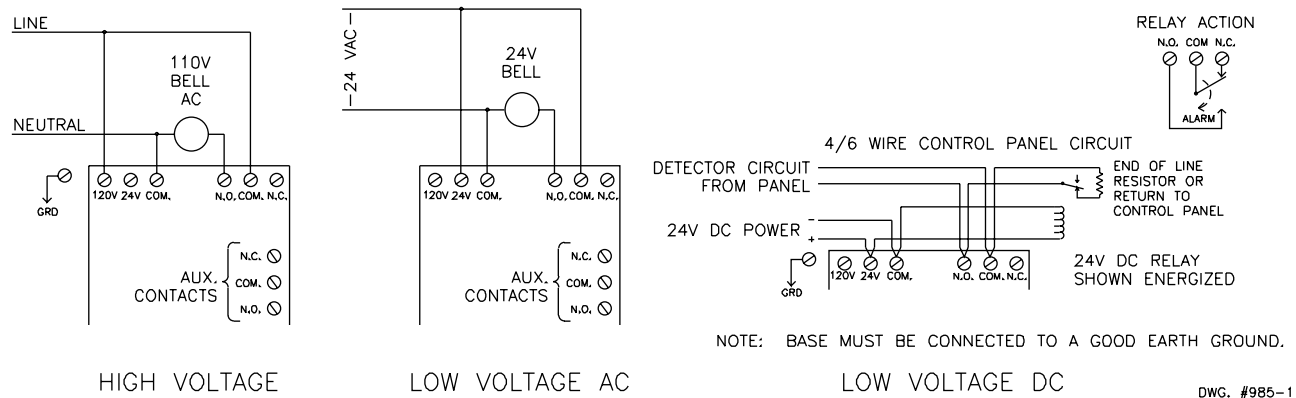 LINE
110V
BELL
AC
NEUTRAL
GRD
120V 24V COM. N.O. COM. N.C.
N.C.
AUX. COM.
CONTACTS
N.O.
HIGH VOLTAGE
24 VAC
24V
BELL
120V 24V COM. N.O. COM. N.C.
N.C.
AUX. COM.
CONTACTS
N.O.
LOW VOLTAGE AC
RELAY ACTION
N.O. COM N.C.
ALARM
4/6 WIRE CONTROL PANEL CIRCUIT
DETECTOR CIRCUIT
FROM PANEL
END OF LINE
RESISTOR OR
RETURN TO
CONTROL PANEL
24V DC POWER
-
+
GRD
120V 24V COM. N.O. COM. N.C.
24V DC RELAY
SHOWN ENERGIZED
NOTE: BASE MUST BE CONNECTED TO A GOOD EARTH GROUND.
LOW VOLTAGE DC
DWG. #985-1